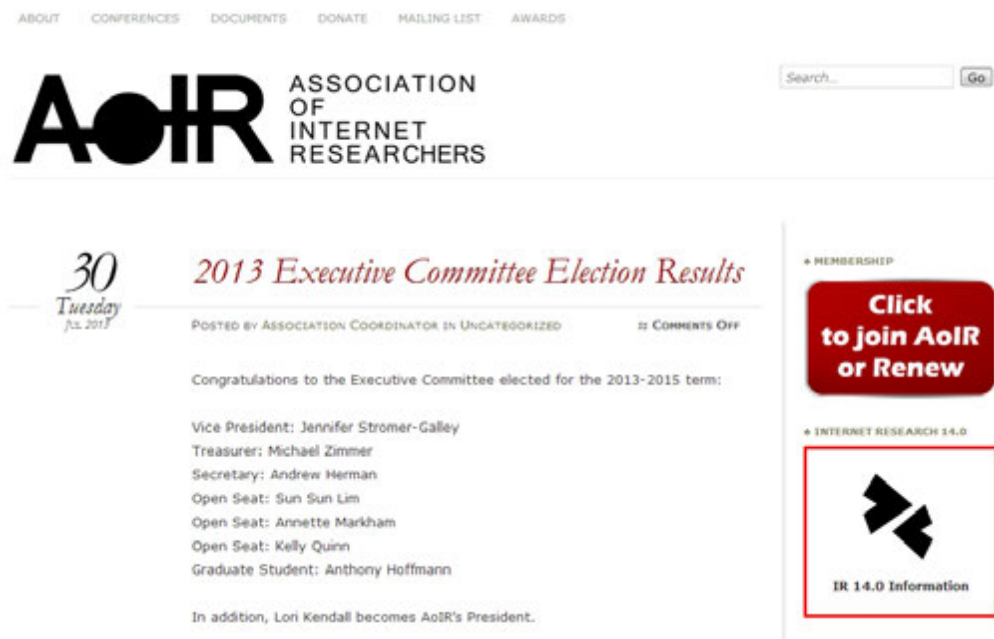 ABOUT CONFERENCES DOCUMENTS DONATE MAILING LIST AWARDS
AoIR
ASSOCIATION
OF
INTERNET
RESEARCHERS
Search...
Go
30
Tuesday
JUL 2013
2013 Executive Committee Election Results
POSTED BY ASSOCIATION COORDINATOR IN UNCATEGORIZED
≈ COMMENTS OFF
Congratulations to the Executive Committee elected for the 2013-2015 term:
Vice President: Jennifer Stromer-Galley
Treasurer: Michael Zimmer
Secretary: Andrew Herman
Open Seat: Sun Sun Lim
Open Seat: Annette Markham
Open Seat: Kelly Quinn
Graduate Student: Anthony Hoffmann
In addition, Lori Kendall becomes AoIR's President.
♣ MEMBERSHIP
Click
to join AoIR
or Renew
♣ INTERNET RESEARCH 14.0
IR 14.0 Information